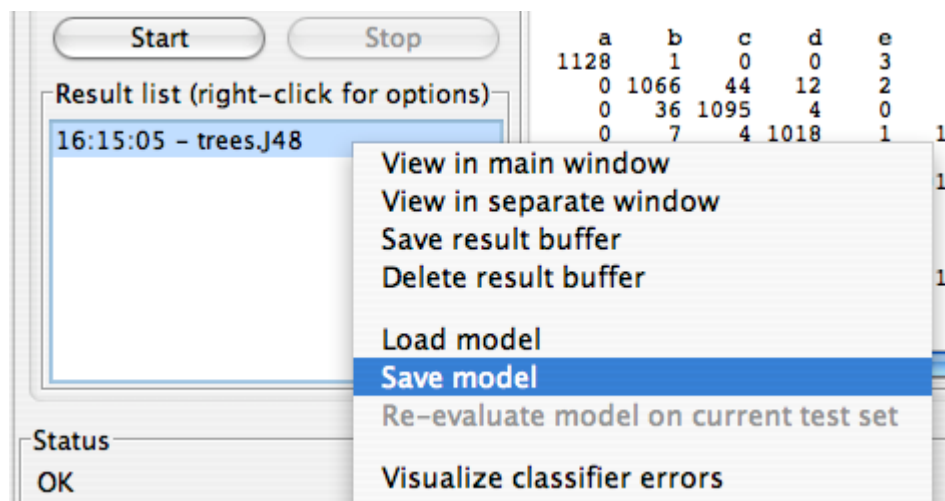 Start
Stop
Result list (right-click for options)
16:15:05 - trees.J48
a b c d e
1128 1 0 0 3
0 1066 44 12 2
0 36 1095 4 0
0 7 4 1018 1 1
1
1
View in main window
View in separate window
Save result buffer
Delete result buffer
Load model
Save model
Re-evaluate model on current test set
Visualize classifier errors
Status
OK